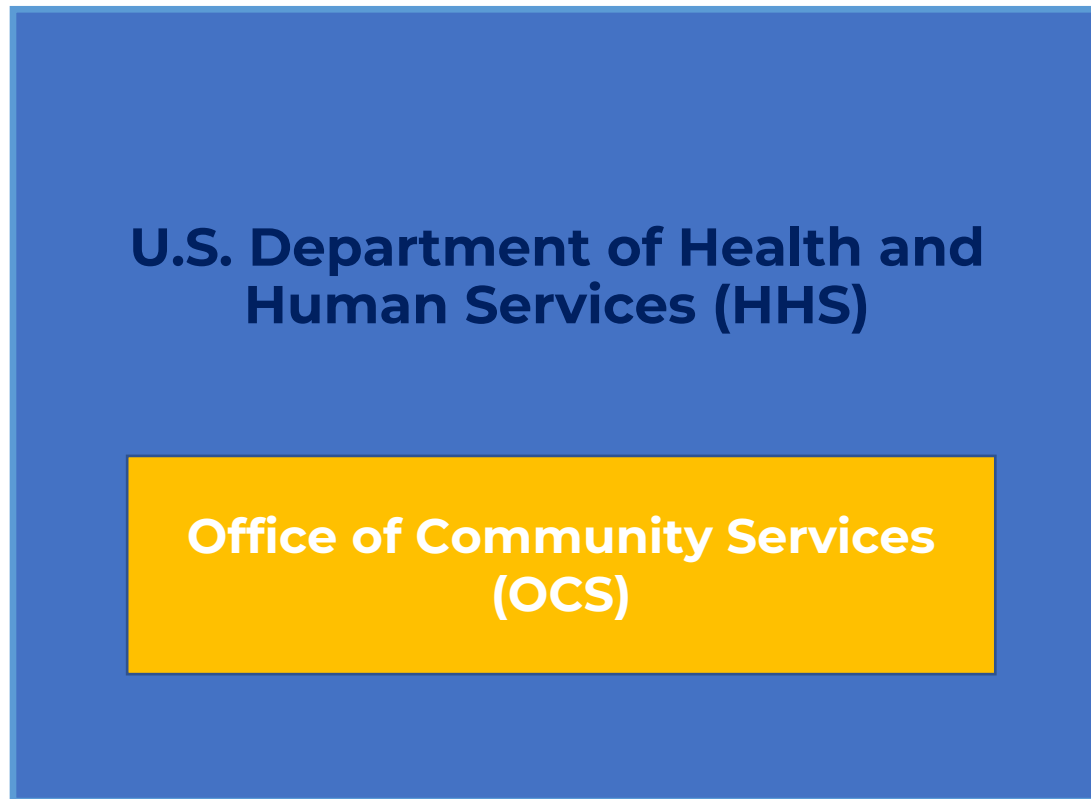 U.S. Department of Health and
Human Services (HHS)
Office of Community Services
(OCS)